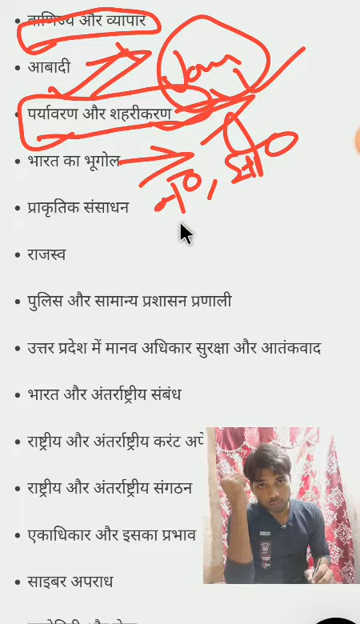 • वाणिज्य और व्यापार
• आबादी
• पर्यावरण और शहरीकरण
• भारत का भूगोल
• प्राकृतिक संसाधन
• राजस्व
• पुलिस और सामान्य प्रशासन प्रणाली
• उत्तर प्रदेश में मानव अधिकार सुरक्षा और आतंकवाद
• भारत और अंतर्राष्ट्रीय संबंध
• राष्ट्रीय और अंतर्राष्ट्रीय करंट
• राष्ट्रीय और अंतर्राष्ट्रीय संगठन
• एकाधिकार और इसका प्रभाव
• साइबर अपराध